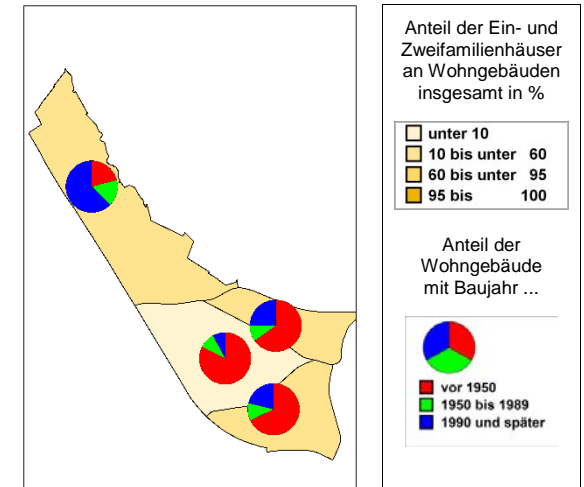 Anteil der Ein- und
Zweifamilienhäuser
an Wohngebäuden
insgesamt in %
unter 10
10 bis unter 60
60 bis unter 95
95 bis 100
Anteil der
Wohngebäude
mit Baujahr ...
vor 1950
1950 bis 1989
1990 und später